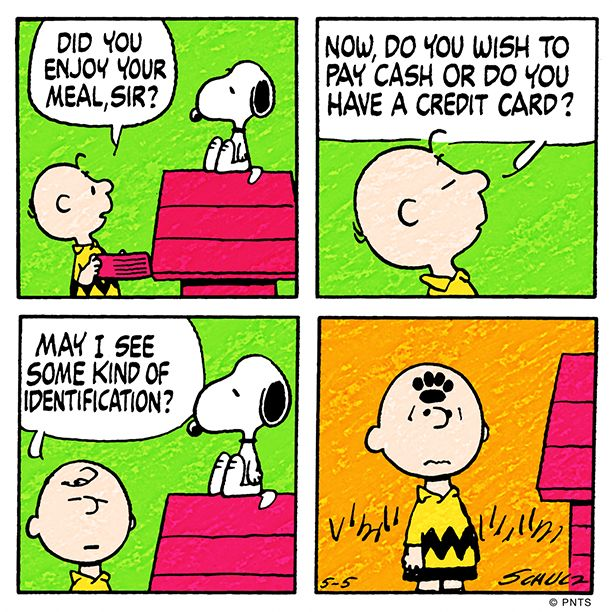 DID YOU
ENJOY YOUR
MEAL, SIR?
NOW, DO YOU WISH TO
PAY CASH OR DO YOU
HAVE A CREDIT CARD?
MAY I SEE
SOME KIND OF
IDENTIFICATION?
5-5
SCHULZ
© PNTS